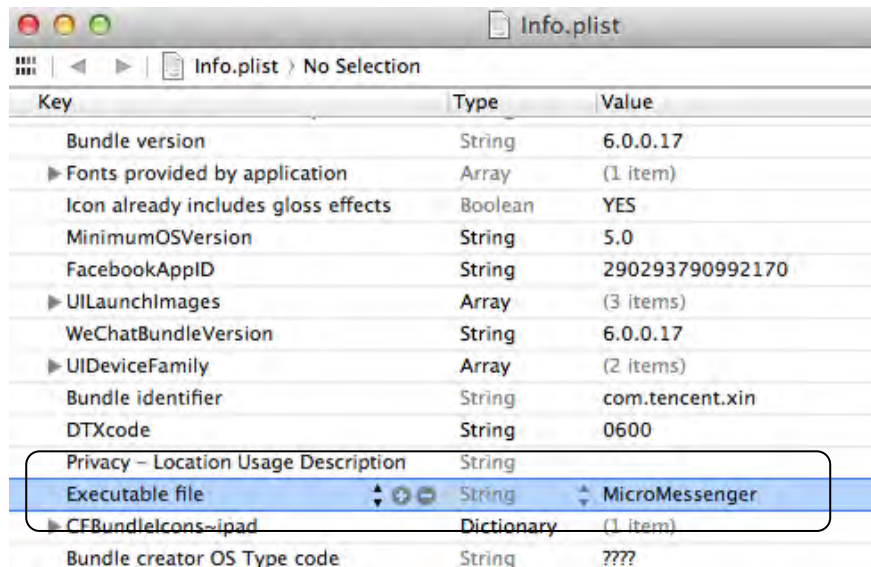 Info.plist
Info.plist 〉 No Selection
Key Type Value
Bundle version String 6.0.0.17
Fonts provided by application Array (1 item)
Icon already includes gloss effects Boolean YES
MinimumOSVersion String 5.0
FacebookAppID String 290293790992170
UILaunchImages Array (3 items)
WeChatBundleVersion String 6.0.0.17
UIDeviceFamily Array (2 items)
Bundle identifier String com.tencent.xin
DTXcode String 0600
Privacy – Location Usage Description String
Executable file String MicroMessenger
CFBundleIcons~ipad Dictionary (1 item)
Bundle creator OS Type code String ????